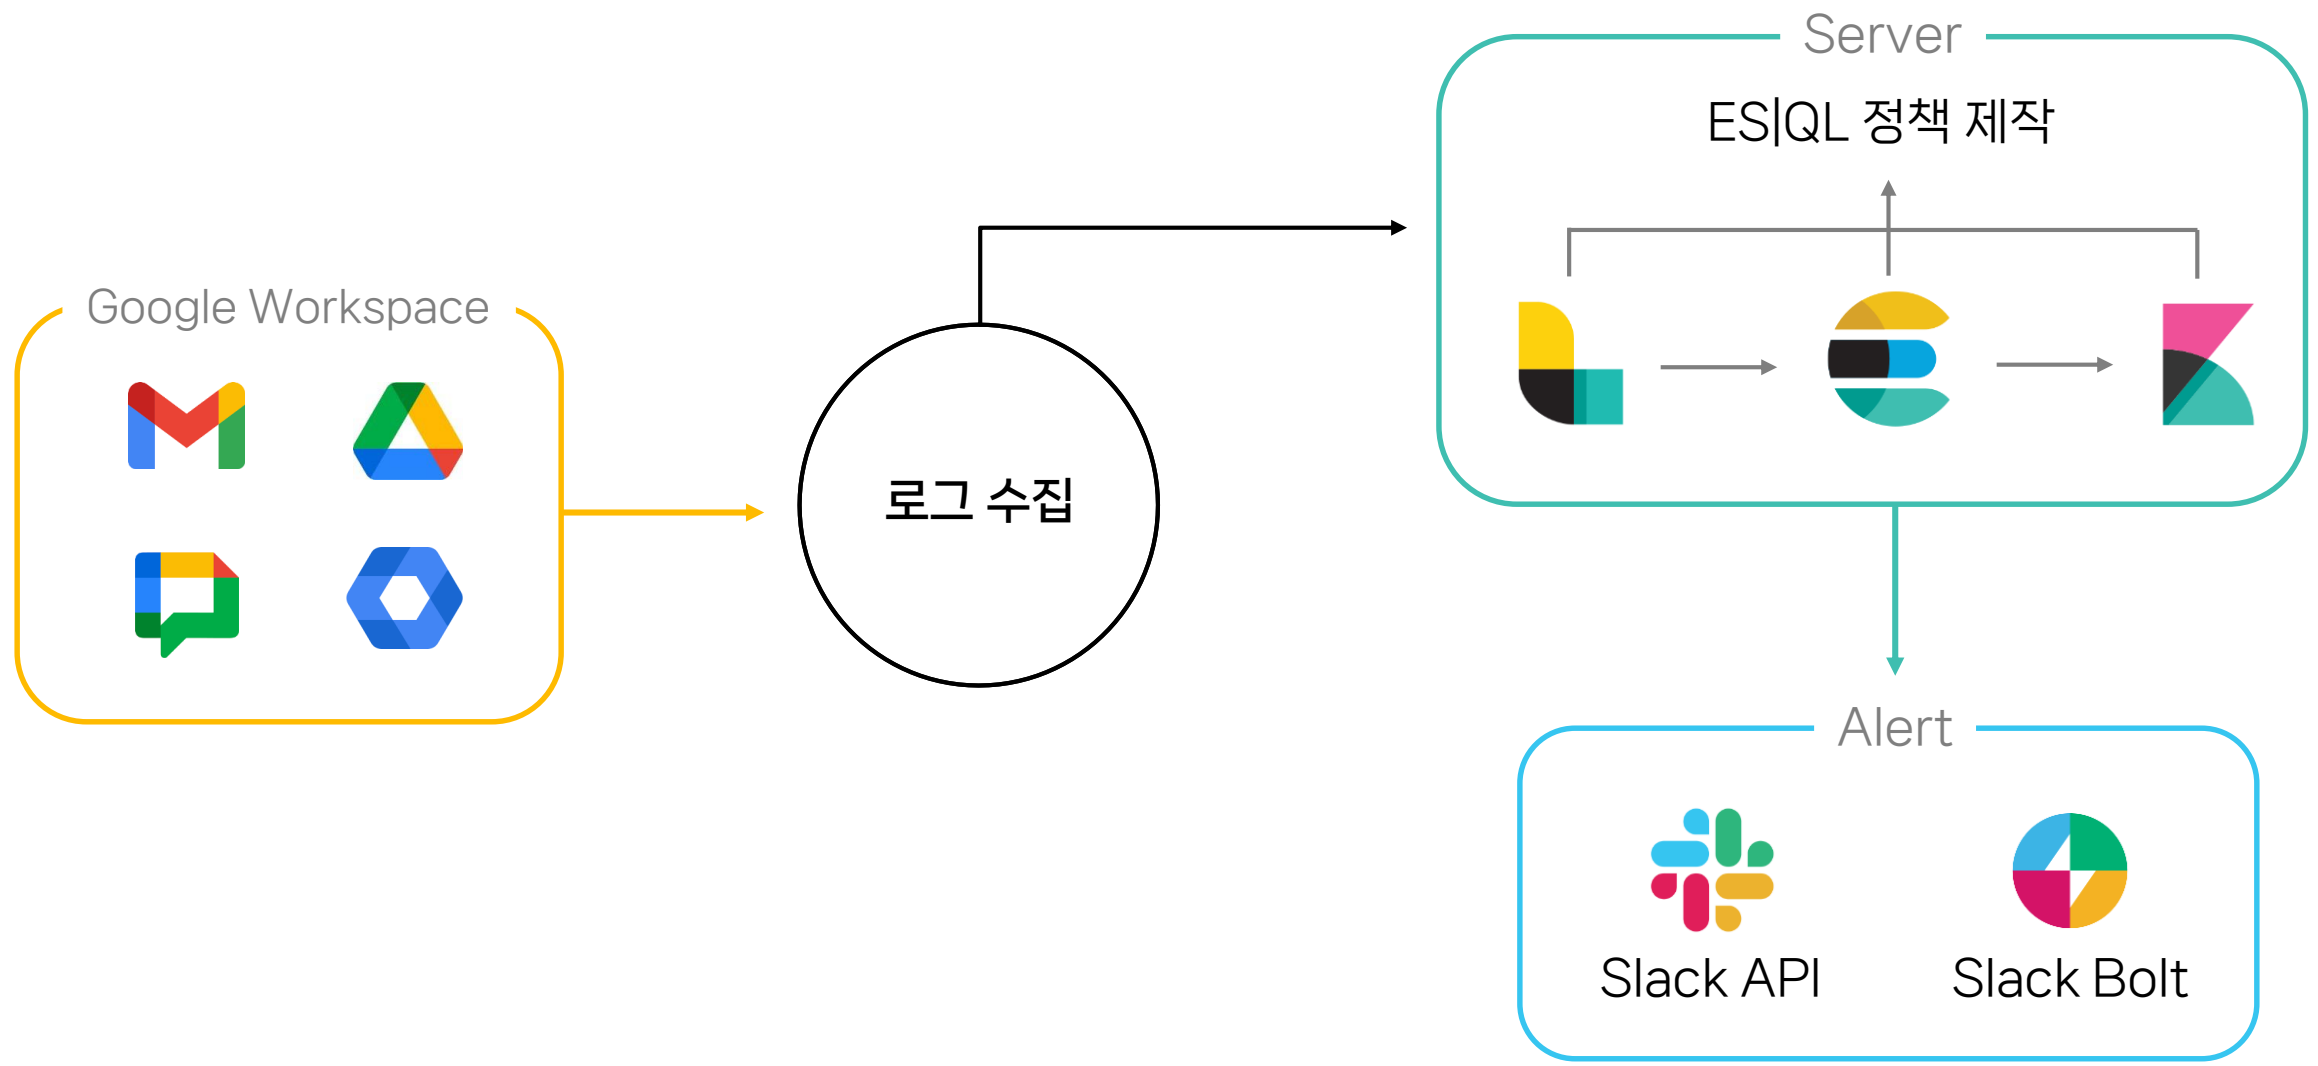 Google Workspace
로그 수집
Server
ES|QL 정책 제작
Alert
Slack API
Slack Bolt